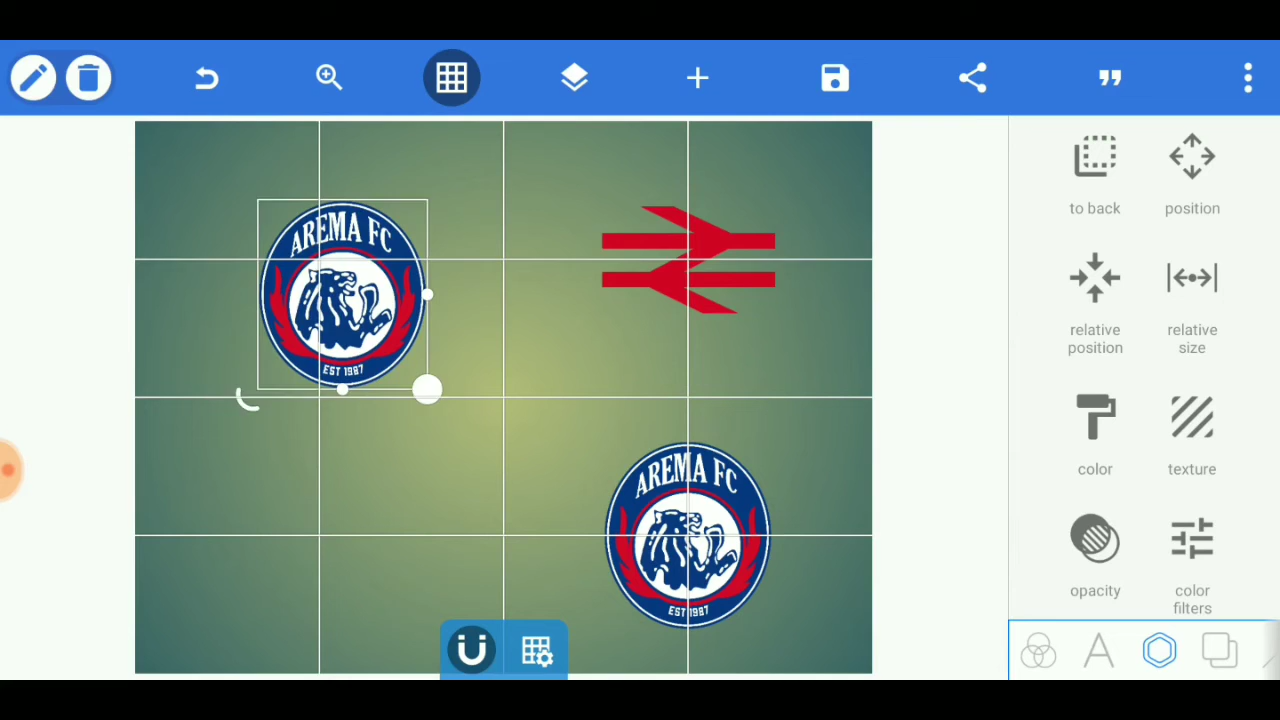 AREMA FC
EST 1987
AREMA FC
EST 1987
to back
position
relative
position
relative
size
color
texture
opacity
color
filters